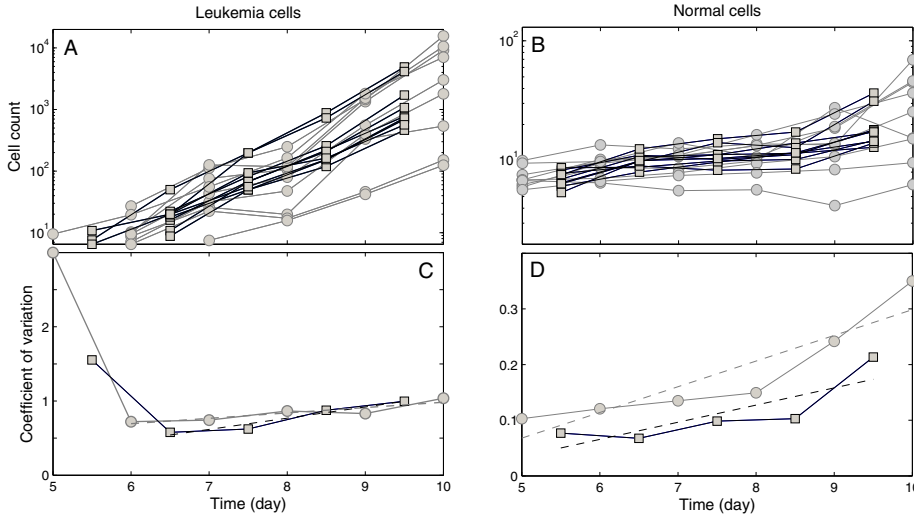 Leukemia cells
Normal cells
A
B
Cell count
10^4
10^3
10^2
10^1
10^2
10^1
C
D
Coefficient of variation
2
1
0
0.3
0.2
0.1
0
5 6 7 8 9 10
5 6 7 8 9 10
Time (day)
Time (day)